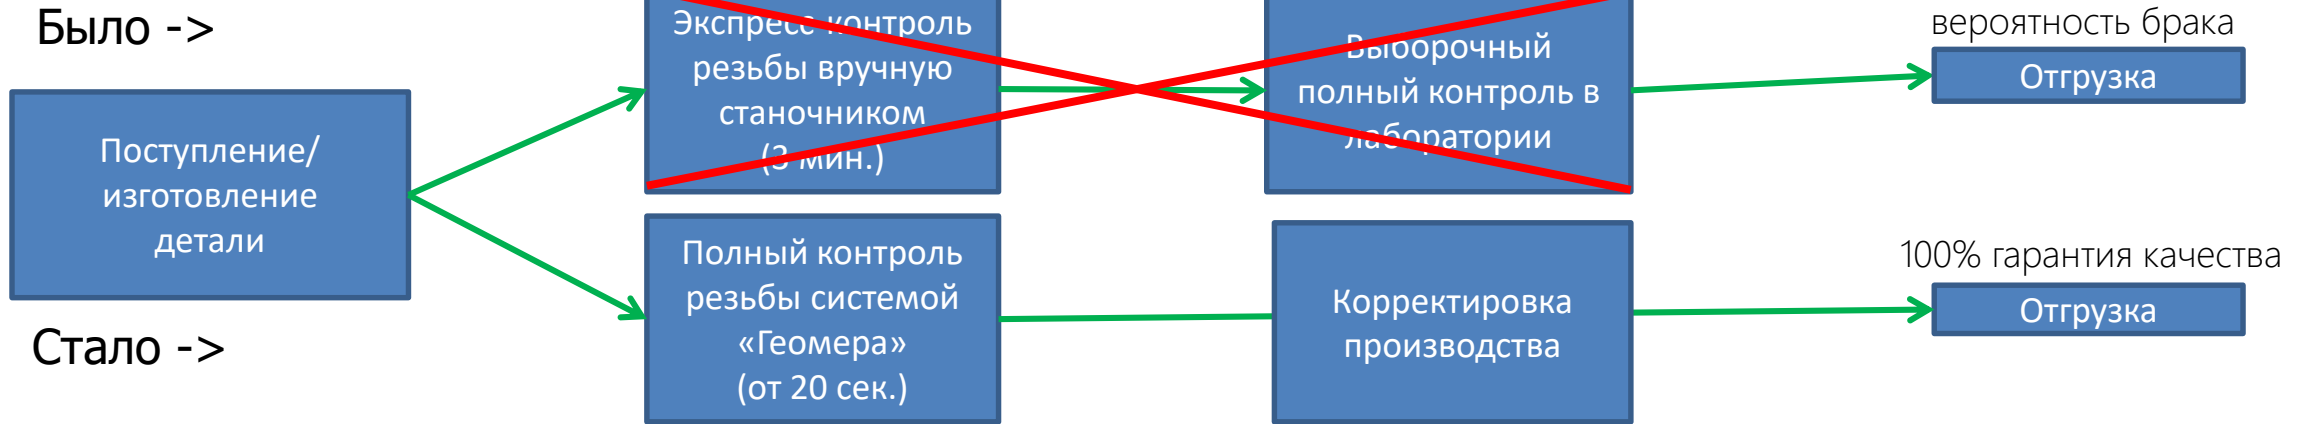 Было ->
Поступление/
изготовление
детали
Стало ->
Экспресс контроль
резьбы вручную
станочником
(3 мин.)
Выборочный
полный контроль в
лаборатории
вероятность брака
Отгрузка
Полный контроль
резьбы системой
«Геомера»
(от 20 сек.)
Корректировка
производства
100% гарантия качества
Отгрузка